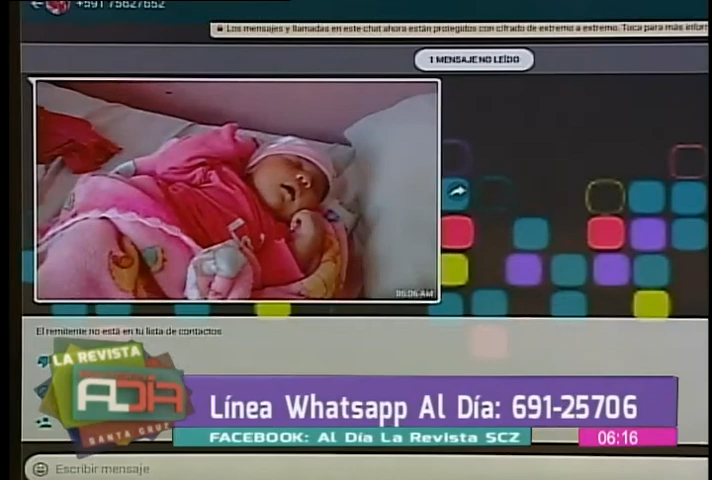 +591 75627652
Los mensajes y llamadas en este chat ahora están protegidos con cifrado de extremo a extremo. Toca para más
1 MENSAJE NO LEÍDO
06:06 AM
El remitente no está en tu lista de contactos
LA REVISTA
AL DÍA
SANTA CRUZ
Línea Whatsapp Al Día: 691-25706
FACEBOOK: Al Día La Revista SCZ
06:16
Escribir mensaje